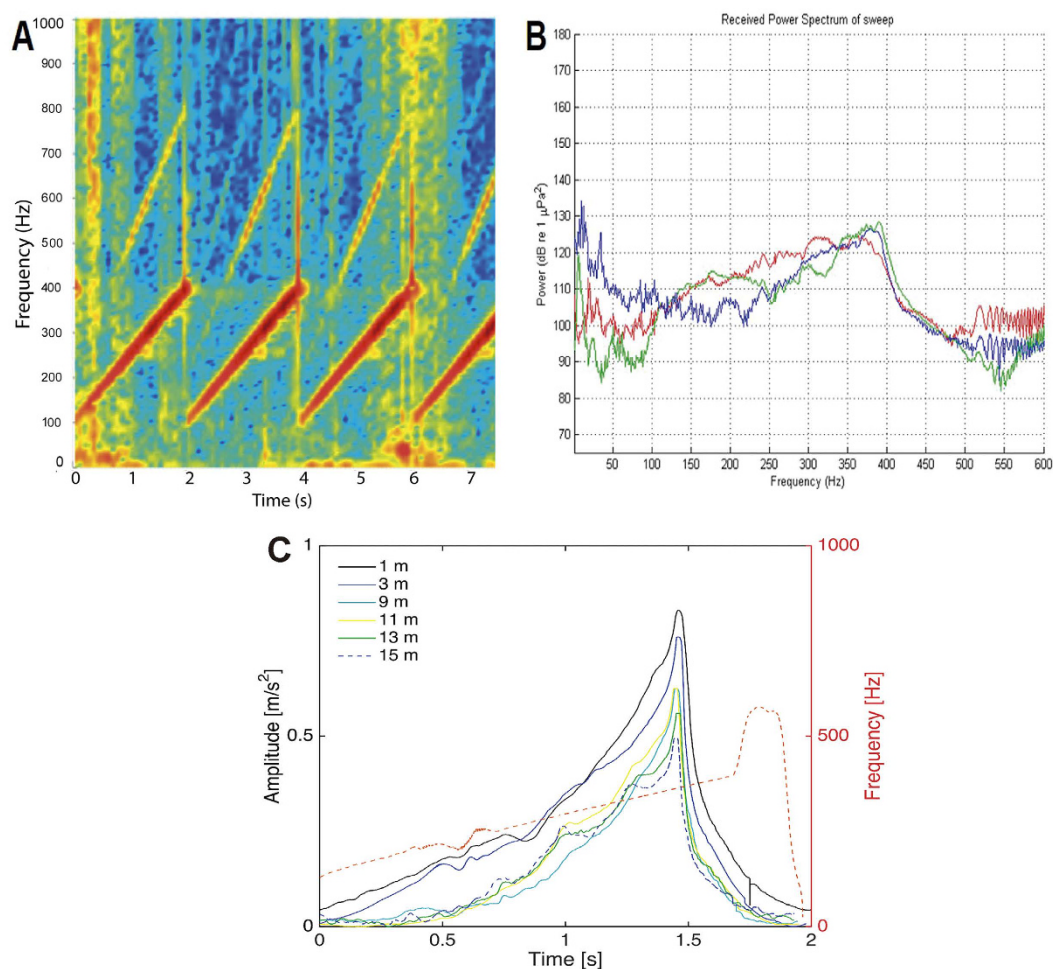 A
1000
900
800
700
600
500
400
300
200
100
0
Frequency (Hz)
0 1 2 3 4 5 6 7
Time (s)
B
Received Power Spectrum of sweep
180
170
160
150
140
130
120
110
100
90
80
70
Power (dB re 1 μPa²)
50 100 150 200 250 300 350 400 450 500 550 600
Frequency (Hz)
C
1
0.5
0
Amplitude [m/s²]
1 m
3 m
9 m
11 m
13 m
15 m
1000
500
0
Frequency [Hz]
0 0.5 1 1.5 2
Time [s]